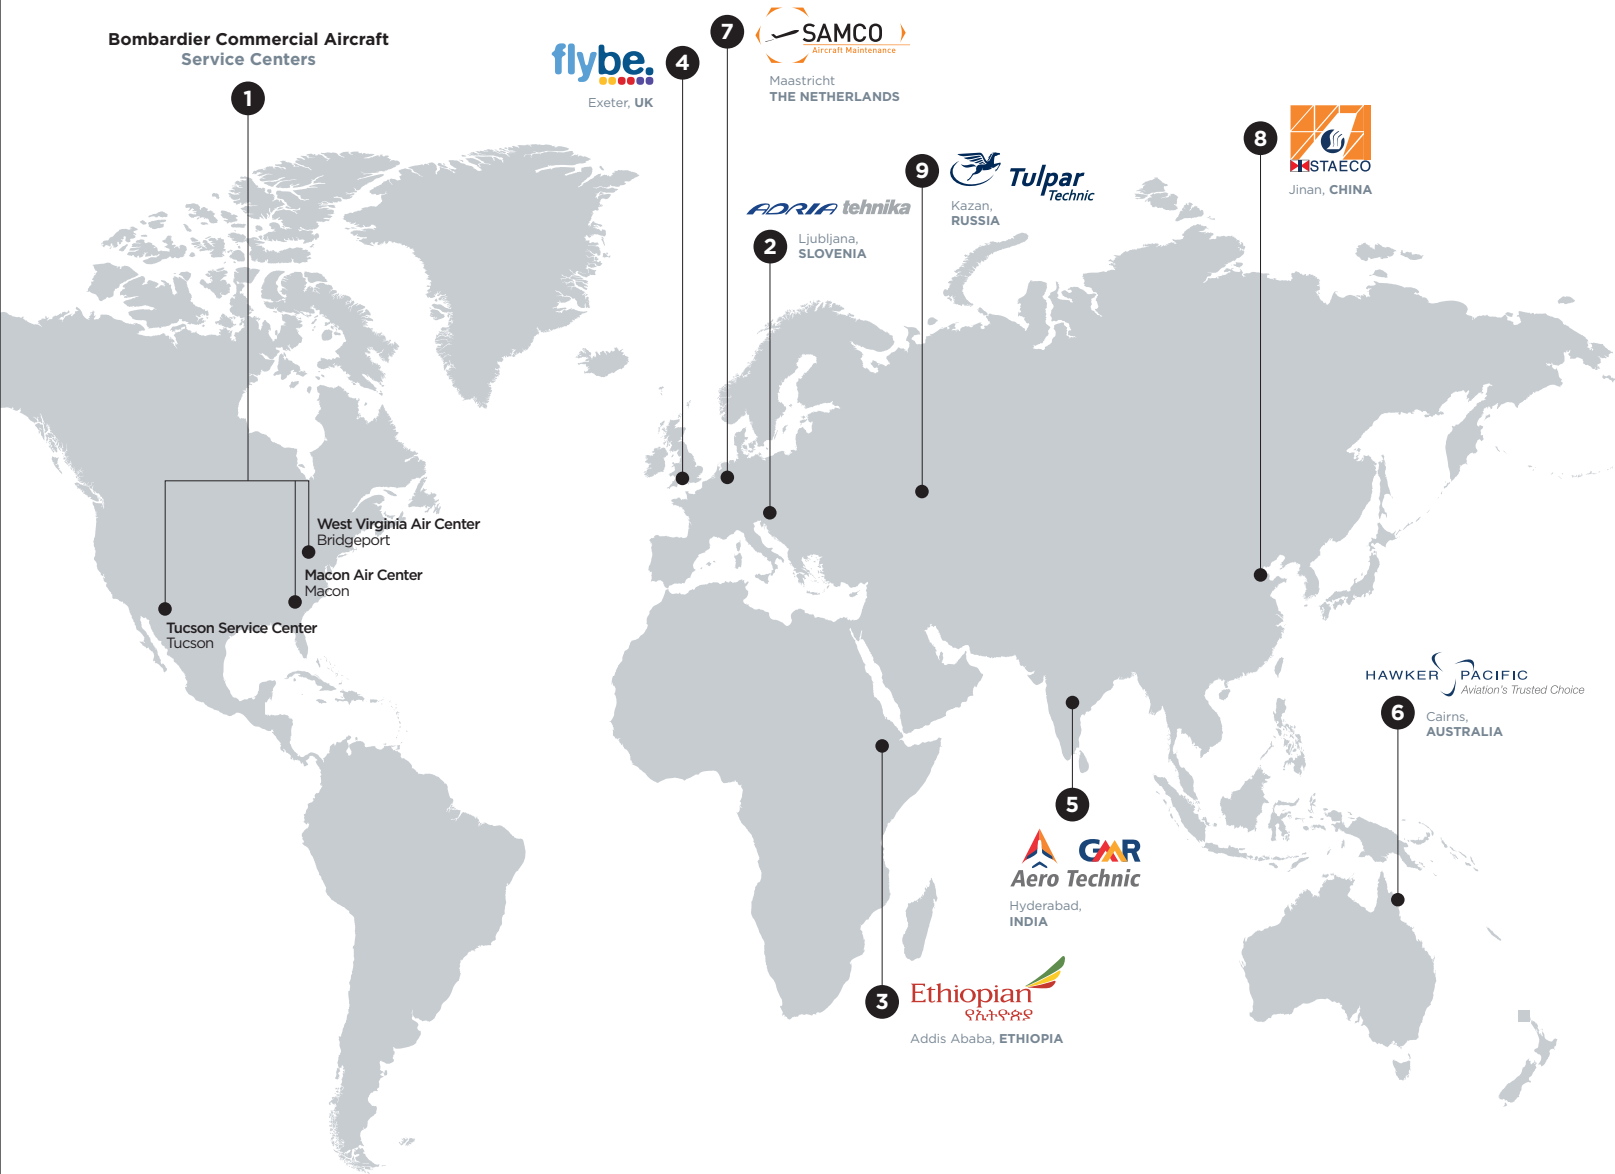 Bombardier Commercial Aircraft
Service Centers
1
West Virginia Air Center
Bridgeport
Macon Air Center
Macon
Tucson Service Center
Tucson
flybe.
4
Exeter, UK
7
SAMCO
Aircraft Maintenance
Maastricht
THE NETHERLANDS
ADRIA tehnika
2
Ljubljana,
SLOVENIA
9
Tulpar
Technic
Kazan,
RUSSIA
8
STAECO
Jinan, CHINA
HAWKER PACIFIC
Aviation's Trusted Choice
6
Cairns,
AUSTRALIA
5
GMR
Aero Technic
Hyderabad,
INDIA
3
Ethiopian
የኢትዮጵያ
Addis Ababa, ETHIOPIA